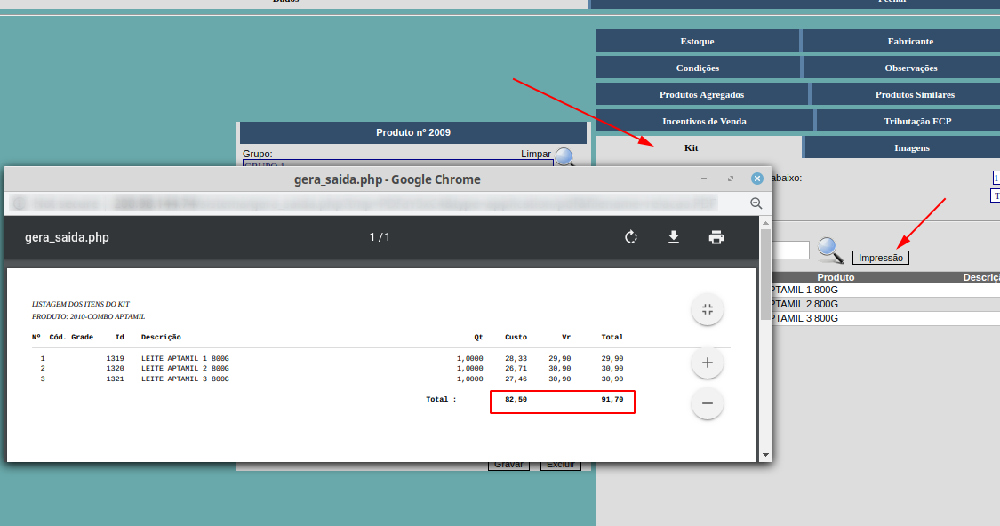 Dados
Fechar
Estoque
Fabricante
Condições
Observações
Produtos Agregados
Produtos Similares
Incentivos de Venda
Tributação FCP
Kit
Imagens
Produto nº 2009
Grupo:
Limpar
GRUPO 1
abaixo:
1
T
gera_saida.php - Google Chrome
gera_saida.php
1 / 1
Impressão
Produto
Descriç
PTAMIL 1 800G
PTAMIL 2 800G
PTAMIL 3 800G
LISTAGEM DOS ITENS DO KIT
PRODUTO: 2010-COMBO APTAMIL
Nº Cód. Grade Id Descrição Qt Custo Vr Total
1 1319 LEITE APTAMIL 1 800G 1,0000 28,33 29,90 29,90
2 1320 LEITE APTAMIL 2 800G 1,0000 26,71 30,90 30,90
3 1321 LEITE APTAMIL 3 800G 1,0000 27,46 30,90 30,90
Total : 82,50 91,70
Gravar
Excluir